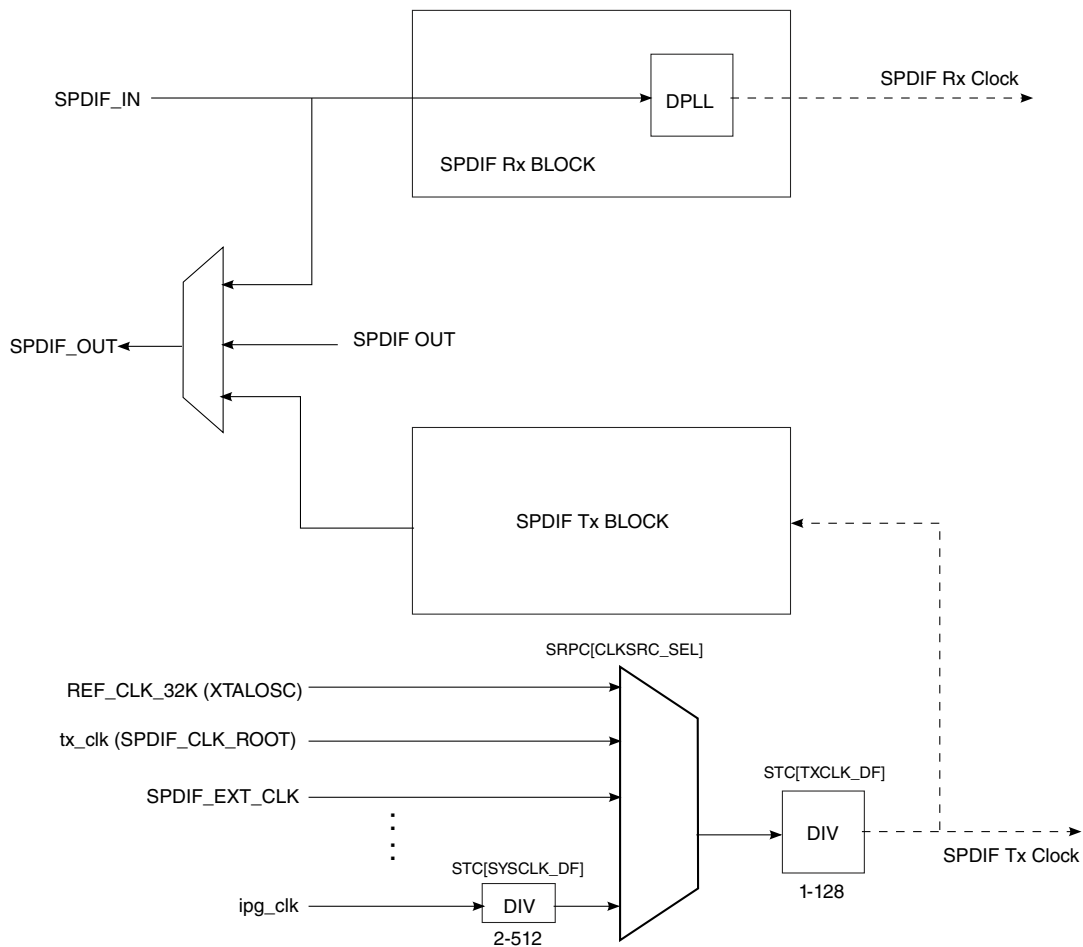 SPDIF_IN
DPLL
SPDIF Rx Clock
SPDIF Rx BLOCK
SPDIF_OUT
SPDIF OUT
SPDIF Tx BLOCK
SRPC[CLKSRC_SEL]
REF_CLK_32K (XTALOSC)
tx_clk (SPDIF_CLK_ROOT)
SPDIF_EXT_CLK
STC[TXCLK_DF]
DIV
1-128
SPDIF Tx Clock
STC[SYSCLK_DF]
ipg_clk
DIV
2-512